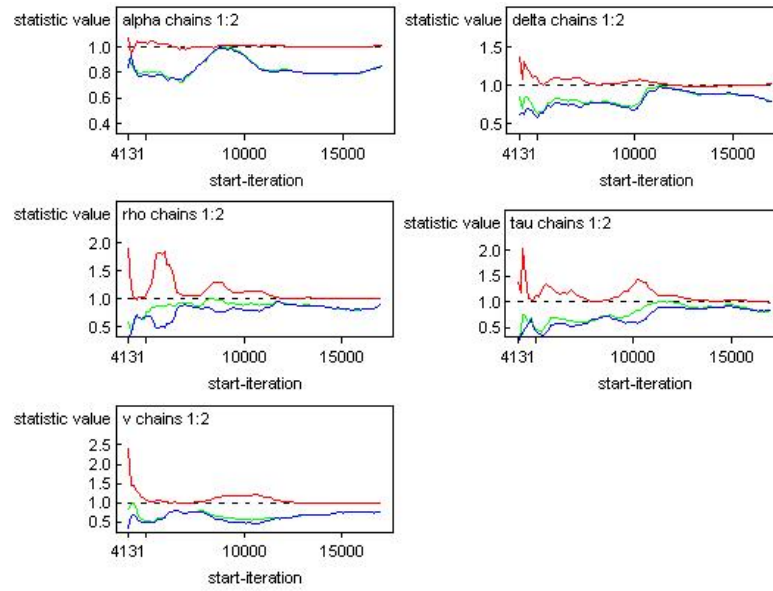 statistic value
alpha chains 1:2
1.0
0.8
0.6
0.4
4131
10000
15000
start-iteration
statistic value
delta chains 1:2
1.5
1.0
0.5
4131
10000
15000
start-iteration
statistic value
rho chains 1:2
2.0
1.5
1.0
0.5
4131
10000
15000
start-iteration
statistic value
tau chains 1:2
2.0
1.5
1.0
0.5
4131
10000
15000
start-iteration
statistic value
v chains 1:2
2.5
2.0
1.5
1.0
0.5
4131
10000
15000
start-iteration